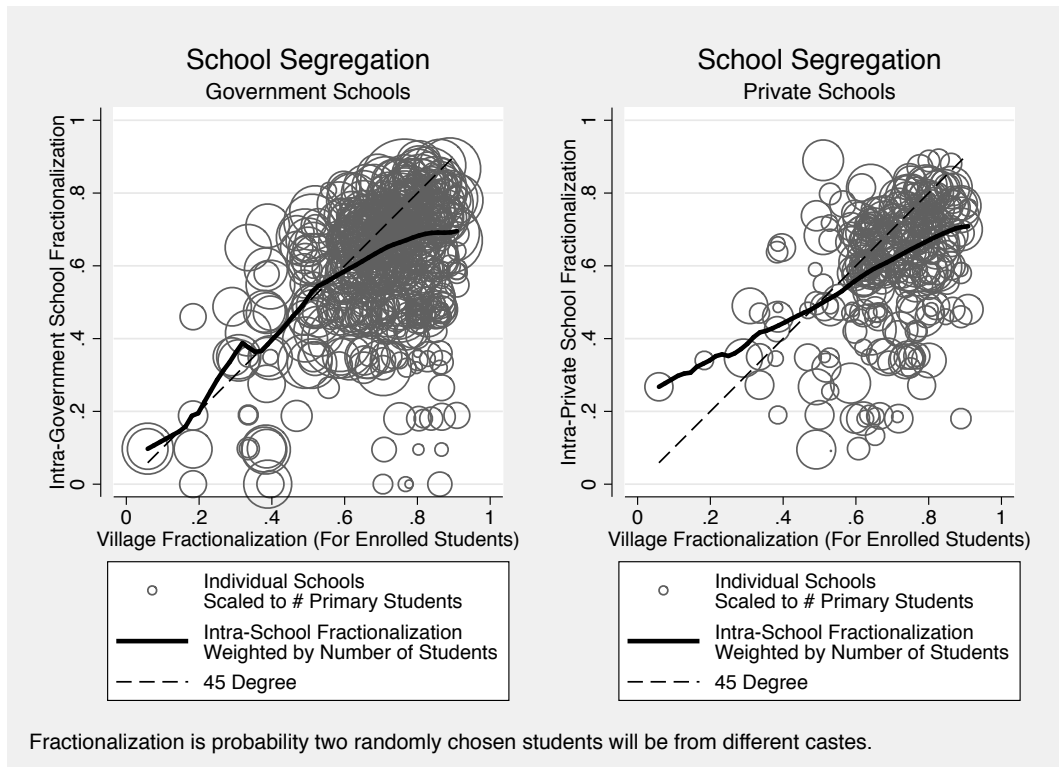 School Segregation
Government Schools
Intra-Government School Fractionalization
1
.8
.6
.4
.2
0
0 .2 .4 .6 .8 1
Village Fractionalization (For Enrolled Students)
Individual Schools
Scaled to # Primary Students
Intra-School Fractionalization
Weighted by Number of Students
45 Degree
School Segregation
Private Schools
Intra-Private School Fractionalization
1
.8
.6
.4
.2
0
0 .2 .4 .6 .8 1
Village Fractionalization (For Enrolled Students)
Individual Schools
Scaled to # Primary Students
Intra-School Fractionalization
Weighted by Number of Students
45 Degree
Fractionalization is probability two randomly chosen students will be from different castes.